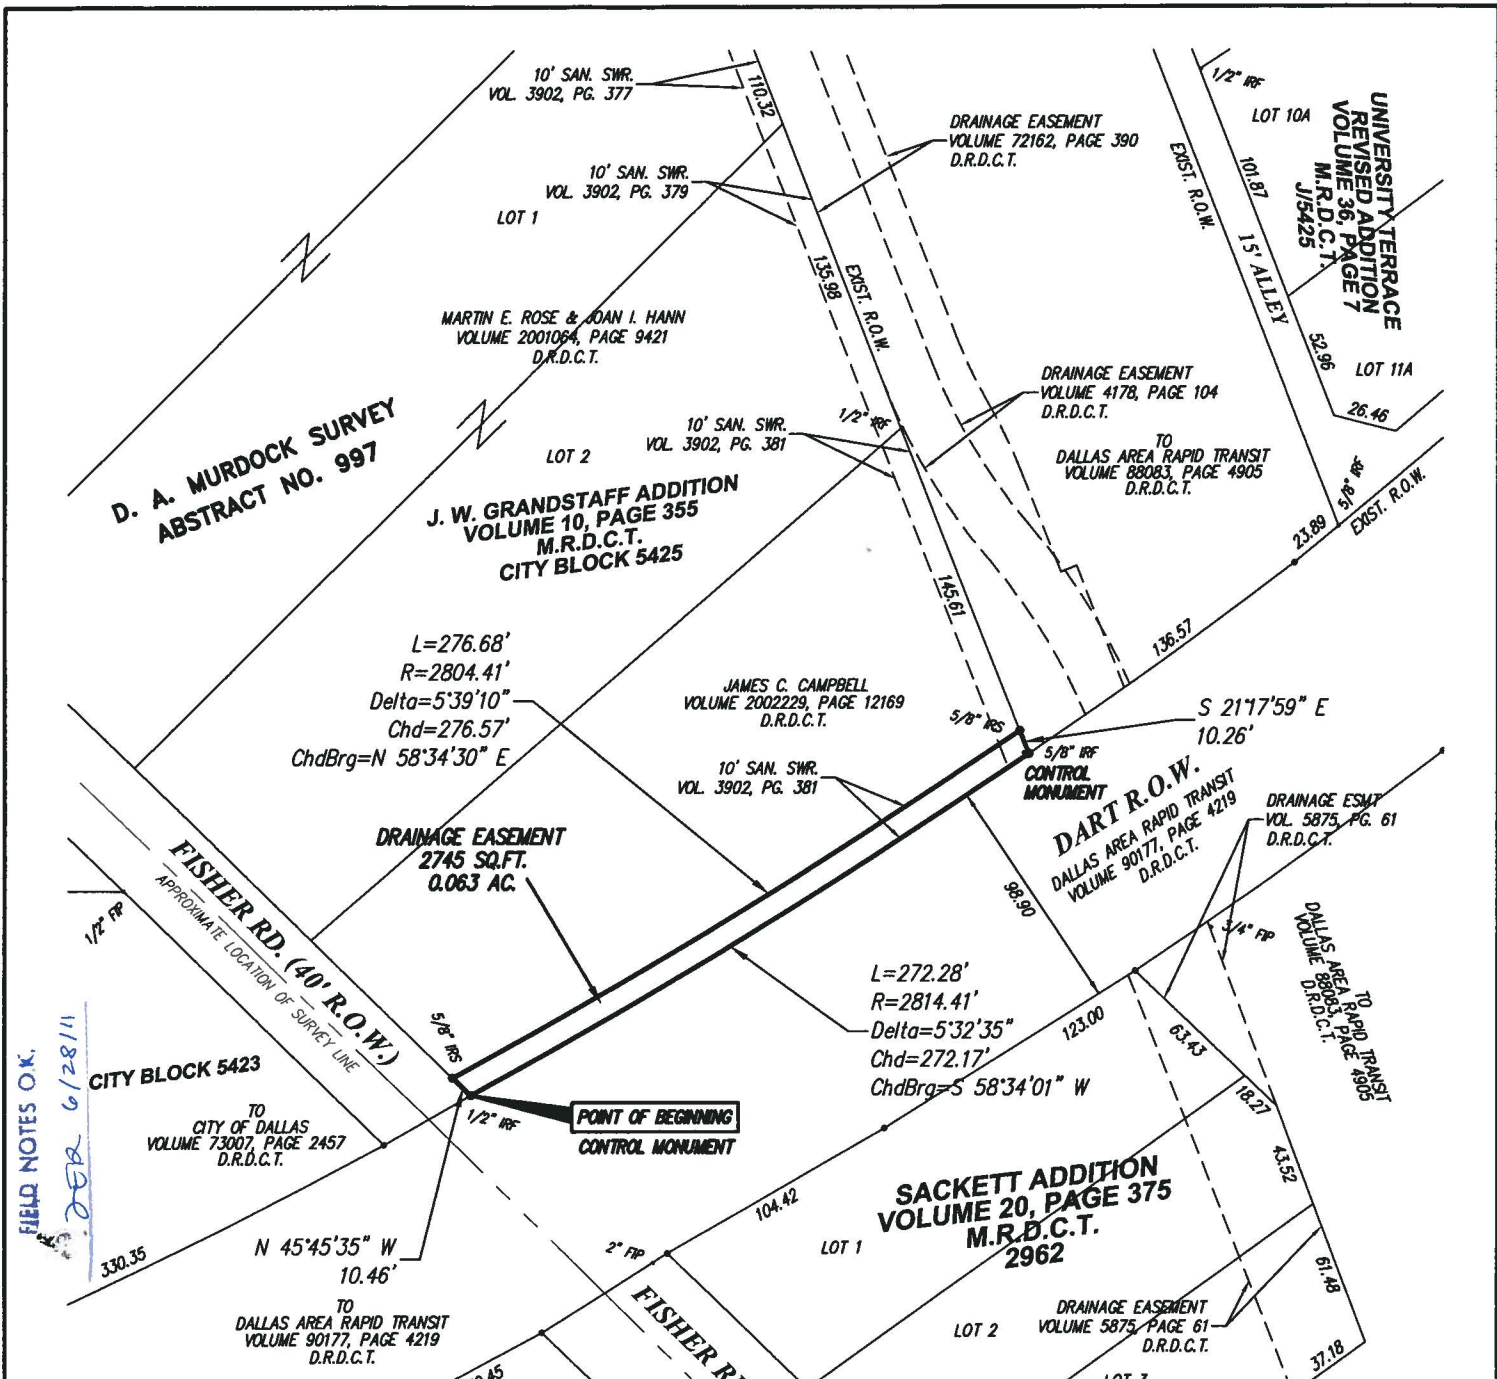 10' SAN. SWR.
VOL. 3902, PG. 377
110.32
DRAINAGE EASEMENT
VOLUME 72162, PAGE 390
D.R.D.C.T.
1/2" IRF
LOT 10A
UNIVERSITY TERRACE
REVISED ADDITION
VOLUME 36, PAGE 7
M.R.D.C.T.
J/5425
EXIST. R.O.W.
101.87
15' ALLEY
52.96
LOT 11A
26.46
10' SAN. SWR.
VOL. 3902, PG. 379
LOT 1
135.98
EXIST. R.O.W.
MARTIN E. ROSE & JOAN I. HANN
VOLUME 2001064, PAGE 9421
D.R.D.C.T.
DRAINAGE EASEMENT
VOLUME 4178, PAGE 104
D.R.D.C.T.
D. A. MURDOCK SURVEY
ABSTRACT NO. 997
1/2" IRF
10' SAN. SWR.
VOL. 3902, PG. 381
LOT 2
TO
DALLAS AREA RAPID TRANSIT
VOLUME 88083, PAGE 4905
D.R.D.C.T.
5/8" IRF
EXIST. R.O.W.
23.89
J. W. GRANDSTAFF ADDITION
VOLUME 10, PAGE 355
M.R.D.C.T.
CITY BLOCK 5425
145.61
136.57
L=276.68'
R=2804.41'
Delta=5°39'10"
Chd=276.57'
ChdBrg=N 58°34'30" E
JAMES C. CAMPBELL
VOLUME 2002229, PAGE 12169
D.R.D.C.T.
5/8" IRS
S 21°17'59" E
10.26'
5/8" IRF
CONTROL
MONUMENT
10' SAN. SWR.
VOL. 3902, PG. 381
DART R.O.W.
DALLAS AREA RAPID TRANSIT
VOLUME 90177, PAGE 4219
D.R.D.C.T.
DRAINAGE ESMT
VOL. 5875, PG. 61
D.R.D.C.T.
DRAINAGE EASEMENT
2745 SQ.FT.
0.063 AC.
98.90
FISHER RD. (40' R.O.W.)
APPROXIMATE LOCATION OF SURVEY LINE
1/2" FIP
3/4" FIP
TO
DALLAS AREA RAPID TRANSIT
VOLUME 88083, PAGE 4905
D.R.D.C.T.
L=272.28'
R=2814.41'
Delta=5°32'35"
Chd=272.17'
ChdBrg=S 58°34'01" W
123.00
63.43
18.27
5/8" IRS
CITY BLOCK 5423
TO
CITY OF DALLAS
VOLUME 73007, PAGE 2457
D.R.D.C.T.
1/2" IRF
POINT OF BEGINNING
CONTROL MONUMENT
FIELD NOTES O.K.
6/28/11
43.52
SACKETT ADDITION
VOLUME 20, PAGE 375
M.R.D.C.T.
2962
104.42
LOT 1
2" FIP
N 45°45'35" W
10.46'
330.35
TO
DALLAS AREA RAPID TRANSIT
VOLUME 90177, PAGE 4219
D.R.D.C.T.
61.48
DRAINAGE EASEMENT
VOLUME 5875, PAGE 61
D.R.D.C.T.
LOT 2
37.18
FISHER